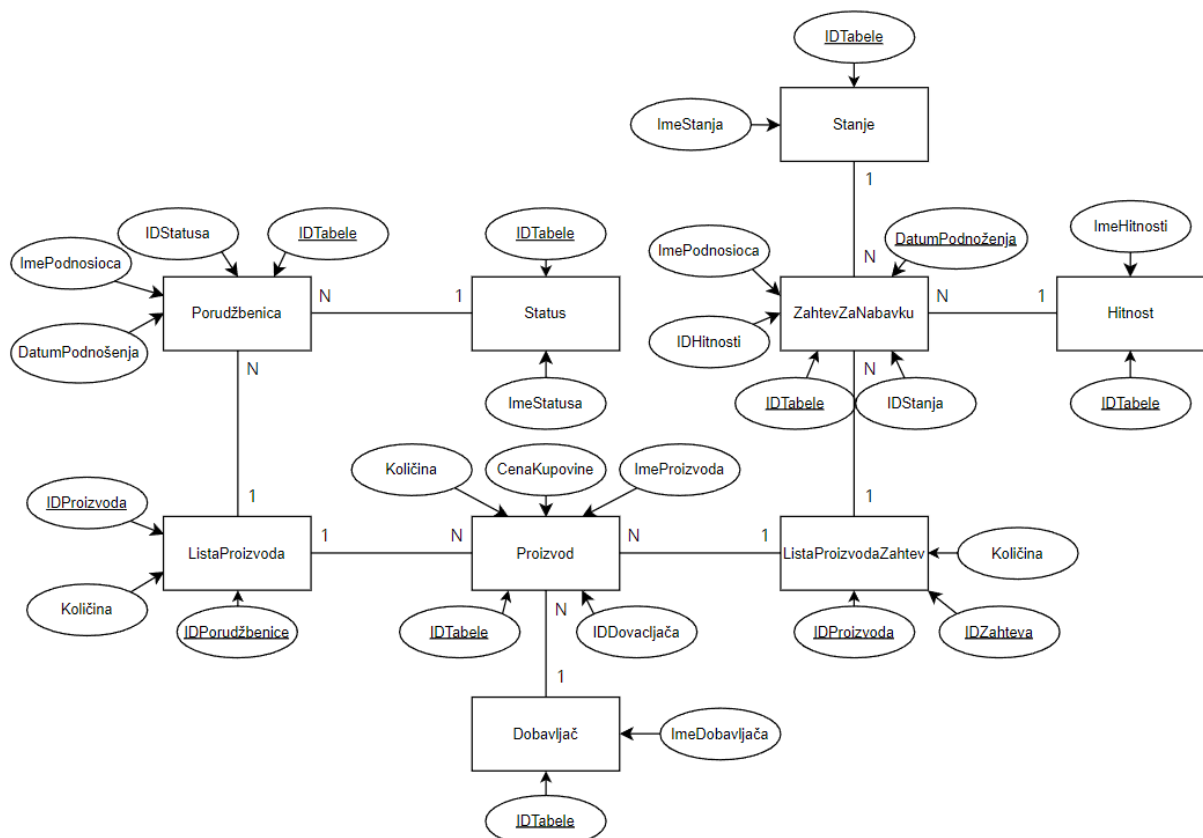 IDTabele
ImeStanja
Stanje
1
IDStatusa
IDTabele
IDTabele
ImePodnosioca
DatumPodnoženja
ImeHitnosti
ImePodnosioca
N
Porudžbenica
N
1
Status
ZahtevZaNabavku
N
1
Hitnost
DatumPodnošenja
IDHitnosti
N
N
ImeStatusa
IDTabele
IDStanja
IDTabele
Količina
CenaKupovine
ImeProizvoda
IDProizvoda
1
1
ListaProizvoda
1
N
Proizvod
N
1
ListaProizvodaZahtev
Količina
Količina
N
IDPorudžbenice
IDTabele
IDDovacljača
IDProizvoda
IDZahteva
1
Dobavljač
ImeDobavljača
IDTabele